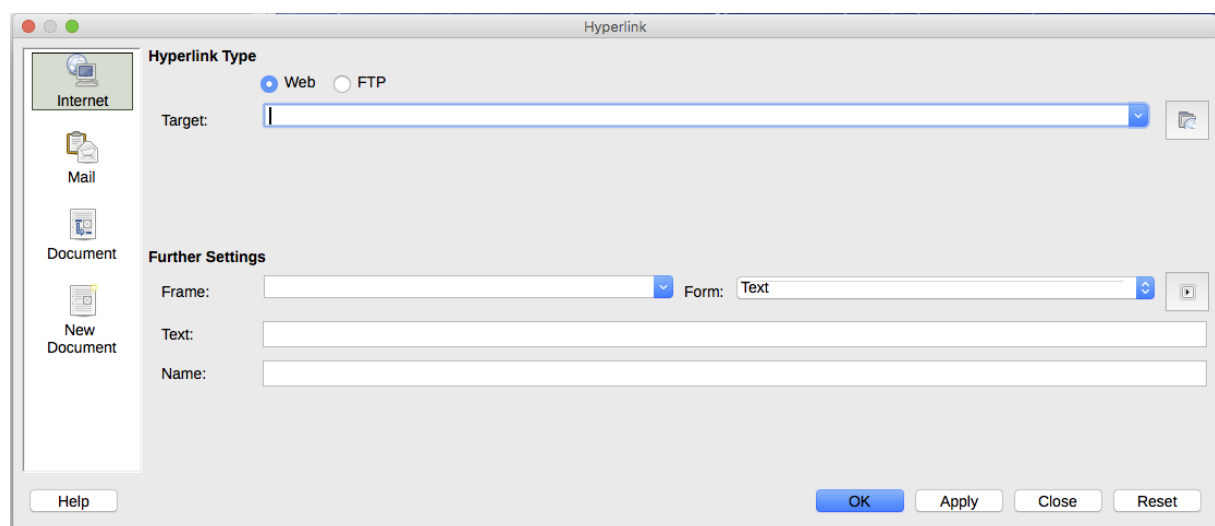 Hyperlink
Internet
Mail
Document
New
Document
Hyperlink Type
Web FTP
Target:
Further Settings
Frame: Form: Text
Text:
Name:
Help OK Apply Close Reset